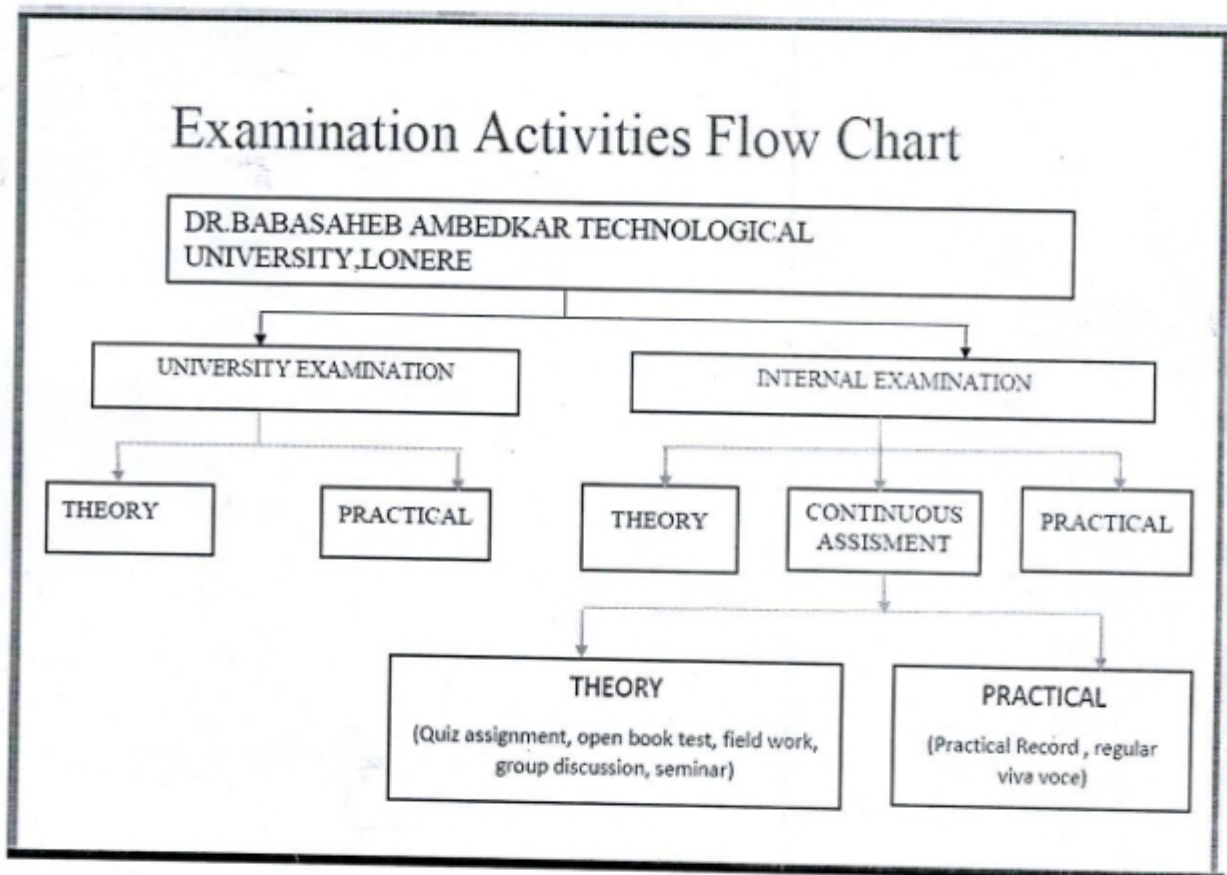 Examination Activities Flow Chart
DR.BABASAHEB AMBEDKAR TECHNOLOGICAL
UNIVERSITY,LONERE
UNIVERSITY EXAMINATION
INTERNAL EXAMINATION
THEORY
PRACTICAL
THEORY
CONTINUOUS
ASSISMENT
PRACTICAL
THEORY
(Quiz assignment, open book test, field work,
group discussion, seminar)
PRACTICAL
(Practical Record , regular
viva voce)